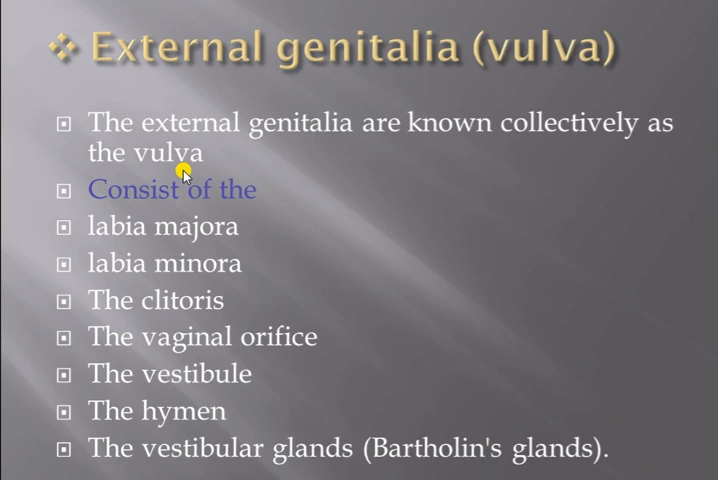 External genitalia (vulva)
The external genitalia are known collectively as
the vulva
Consist of the
labia majora
labia minora
The clitoris
The vaginal orifice
The vestibule
The hymen
The vestibular glands (Bartholin's glands).